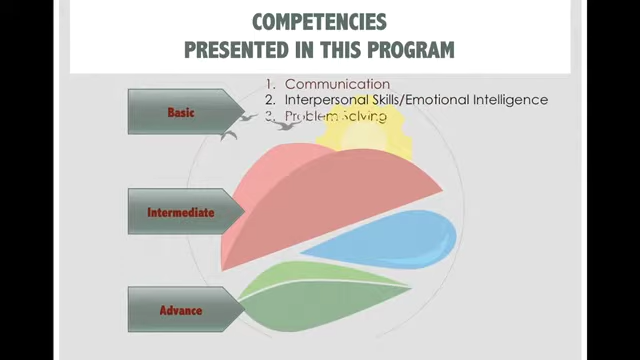 COMPETENCIES
PRESENTED IN THIS PROGRAM
1. Communication
2. Interpersonal Skills/Emotional Intelligence
3. Problem Solving
Basic
Intermediate
Advance